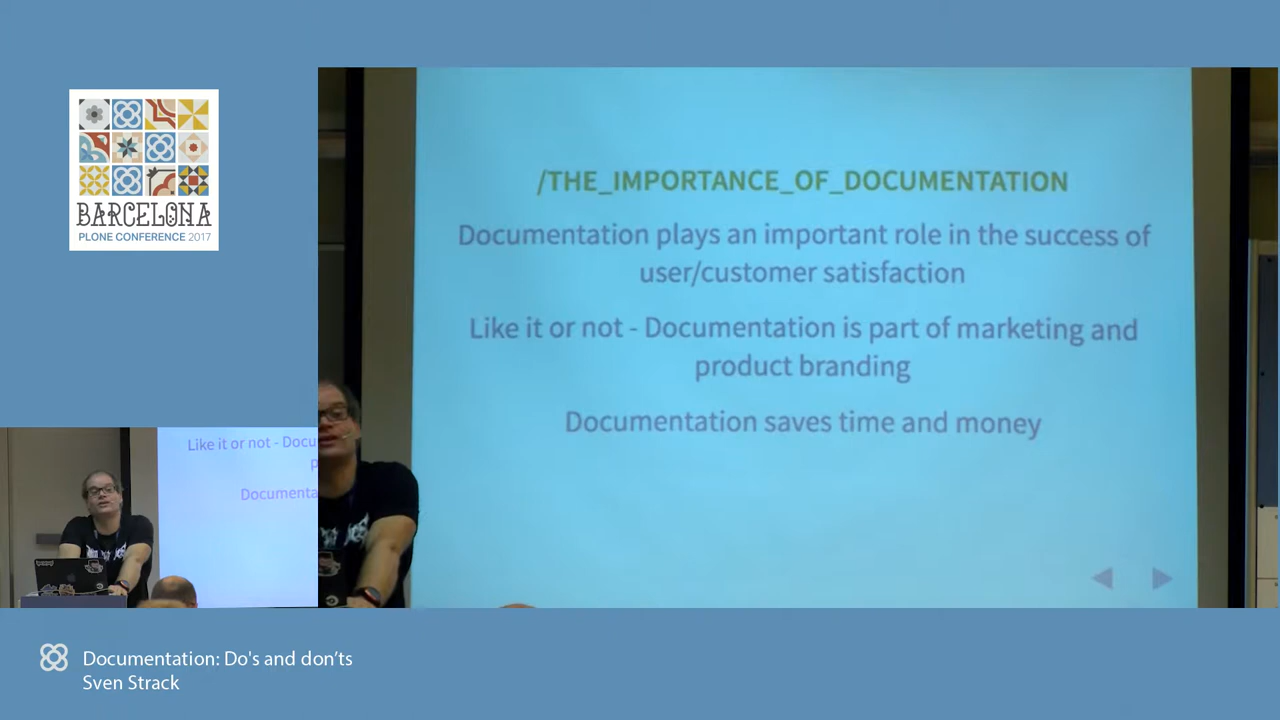 BARCELONA
PLONE CONFERENCE 2017
/THE_IMPORTANCE_OF_DOCUMENTATION
Documentation plays an important role in the success of
user/customer satisfaction
Like it or not - Documentation is part of marketing and
product branding
Documentation saves time and money
Like it or not - Docu
p
Documenta
Documentation: Do's and don’ts
Sven Strack